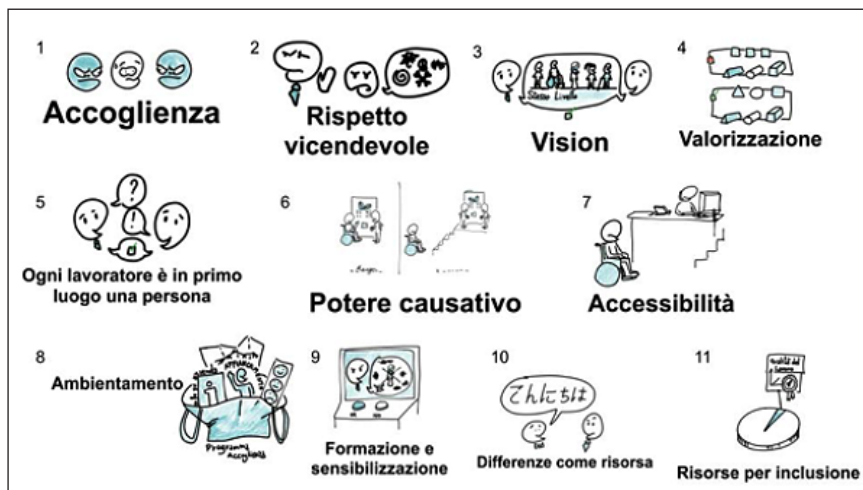 1
Accoglienza
2
Rispetto
vicendevole
3
Stesso Livello
Vision
4
Valorizzazione
5
?
!
Ogni lavoratore è in primo
luogo una persona
6
Potere causativo
7
Accessibilità
8
Ambientamento
i
Programma
9
Formazione e
sensibilizzazione
10
てんにちは
Differenze come risorsa
11
Risorse per inclusione